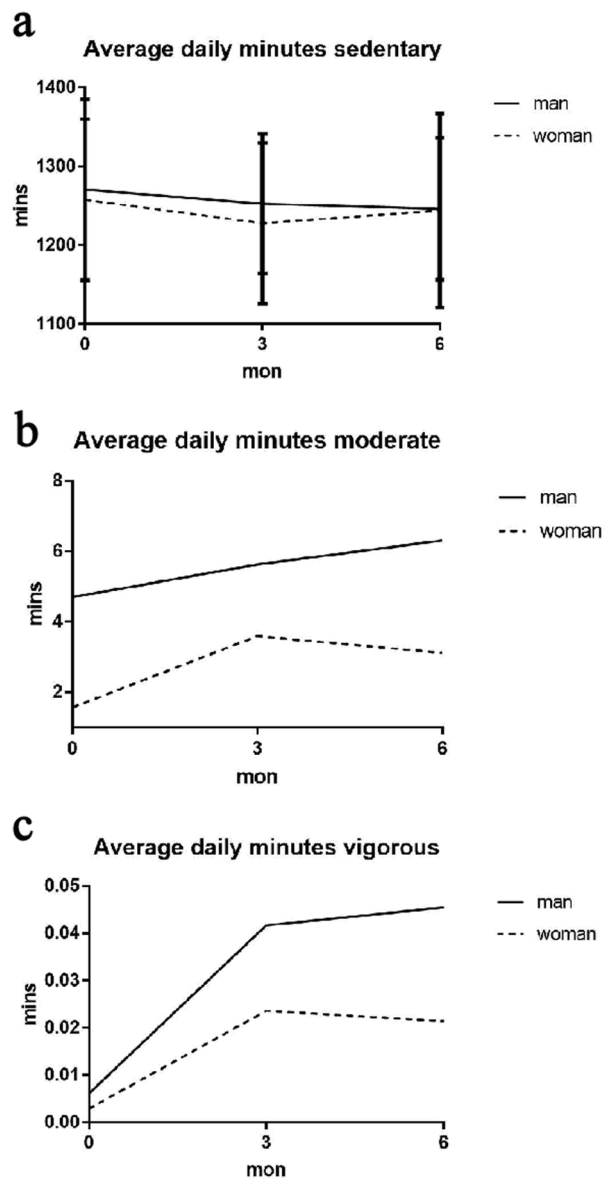 a
Average daily minutes sedentary
1400
1300
1200
1100
mins
0 3 6
mon
man
woman
b
Average daily minutes moderate
8
6
4
2
mins
0 3 6
mon
man
woman
c
Average daily minutes vigorous
0.05
0.04
0.03
0.02
0.01
0.00
mins
0 3 6
mon
man
woman